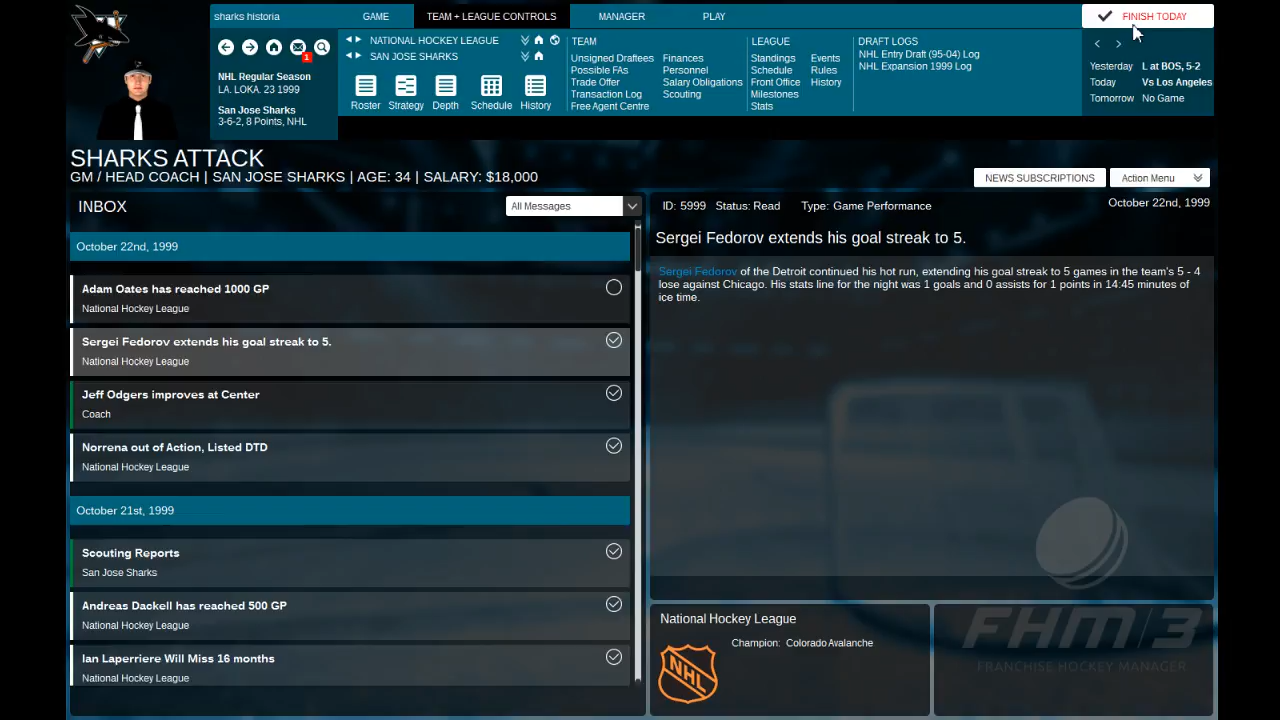 sharks historia
GAME
TEAM + LEAGUE CONTROLS
MANAGER
PLAY
FINISH TODAY
1
NHL Regular Season
LA. LOKA. 23 1999
San Jose Sharks
3-6-2, 8 Points, NHL
NATIONAL HOCKEY LEAGUE
SAN JOSE SHARKS
Roster
Strategy
Depth
Schedule
History
TEAM
Unsigned Draftees
Finances
Possible FAs
Personnel
Trade Offer
Salary Obligations
Transaction Log
Scouting
Free Agent Centre
LEAGUE
Standings
Events
Schedule
Rules
Front Office
History
Milestones
Stats
DRAFT LOGS
NHL Entry Draft (95-04) Log
NHL Expansion 1999 Log
Yesterday L at BOS, 5-2
Today Vs Los Angeles
Tomorrow No Game
SHARKS ATTACK
GM / HEAD COACH | SAN JOSE SHARKS | AGE: 34 | SALARY: $18,000
NEWS SUBSCRIPTIONS
Action Menu
INBOX
All Messages
October 22nd, 1999
Adam Oates has reached 1000 GP
National Hockey League
Sergei Fedorov extends his goal streak to 5.
National Hockey League
Jeff Odgers improves at Center
Coach
Norrena out of Action, Listed DTD
National Hockey League
October 21st, 1999
Scouting Reports
San Jose Sharks
Andreas Dackell has reached 500 GP
National Hockey League
Ian Laperriere Will Miss 16 months
National Hockey League
ID: 5999 Status: Read Type: Game Performance
October 22nd, 1999
Sergei Fedorov extends his goal streak to 5.
Sergei Fedorov of the Detroit continued his hot run, extending his goal streak to 5 games in the team's 5 - 4
lose against Chicago. His stats line for the night was 1 goals and 0 assists for 1 points in 14:45 minutes of
ice time.
National Hockey League
Champion: Colorado Avalanche
NHL
FHM/3
FRANCHISE HOCKEY MANAGER